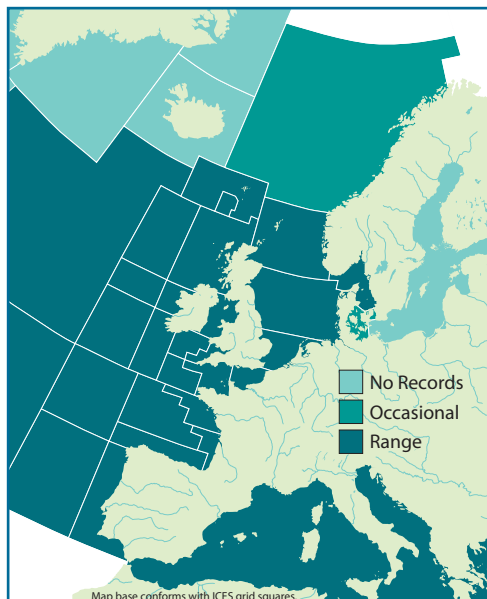 No Records
Occasional
Range
Map base conforms with ICES grid squares